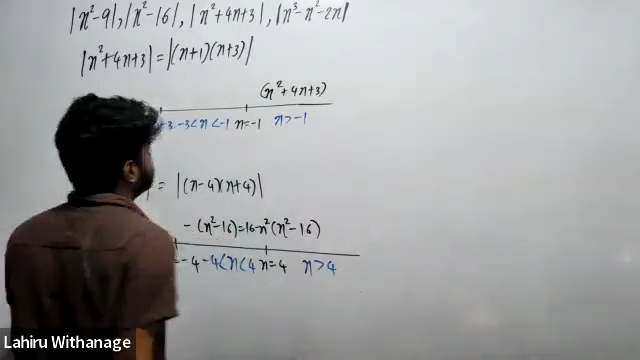 |x²-9|, |x²-16|, |x²+4x+3|, |x³-x²-2x|
|x²+4x+3| = |(x+1)(x+3)|
(x²+4x+3)
-3<x<-1 x=-1 x>-1
| = |(x-4)(x+4)|
-(x²-16)=16-x² (x²-16)
-4 -4<x<4 x=4 x>4
Lahiru Withanage